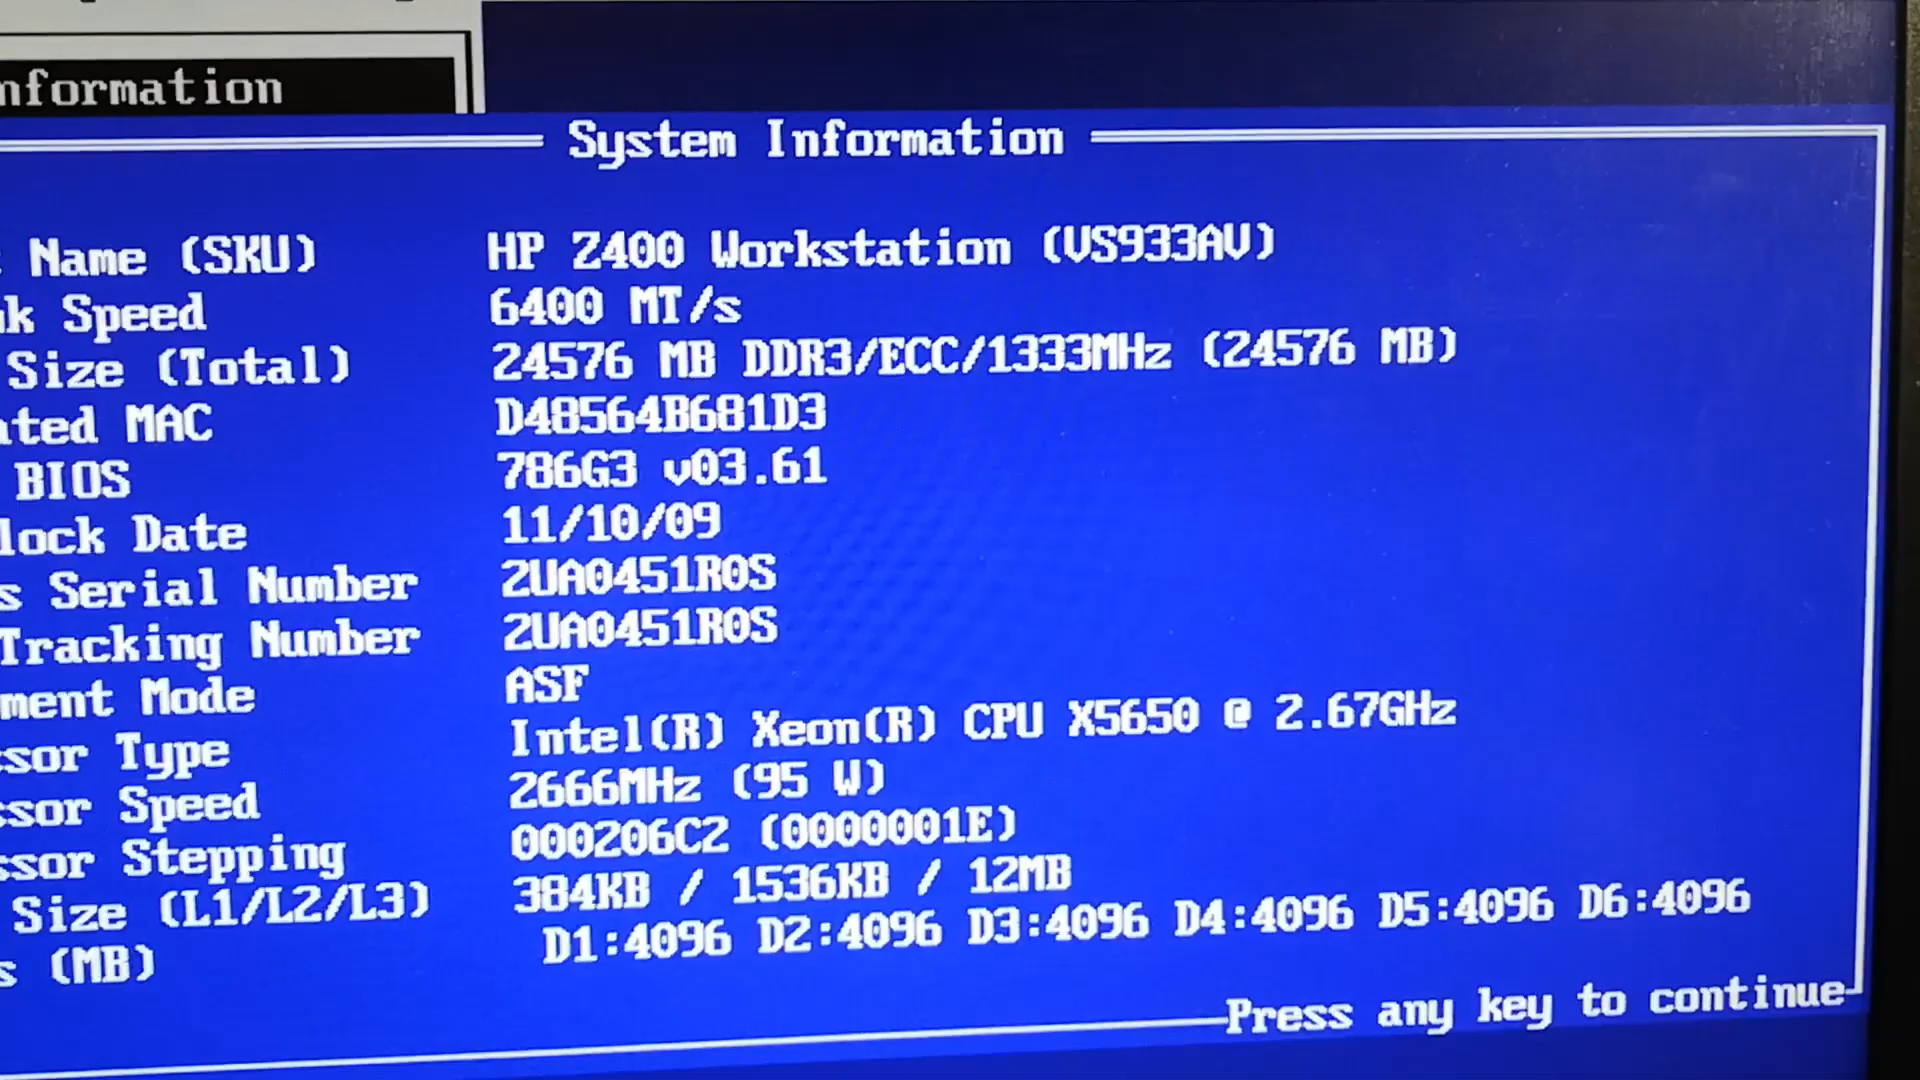 nformation
System Information
Name (SKU) HP Z400 Workstation (VS933AV)
k Speed 6400 MT/s
Size (Total) 24576 MB DDR3/ECC/1333MHz (24576 MB)
ated MAC D48564B681D3
BIOS 786G3 v03.61
lock Date 11/10/09
s Serial Number 2UA0451R0S
Tracking Number 2UA0451R0S
ment Mode ASF
ssor Type Intel(R) Xeon(R) CPU X5650 @ 2.67GHz
ssor Speed 2666MHz (95 W)
ssor Stepping 000206C2 (0000001E)
Size (L1/L2/L3) 384KB / 1536KB / 12MB
s (MB) D1:4096 D2:4096 D3:4096 D4:4096 D5:4096 D6:4096
Press any key to continue